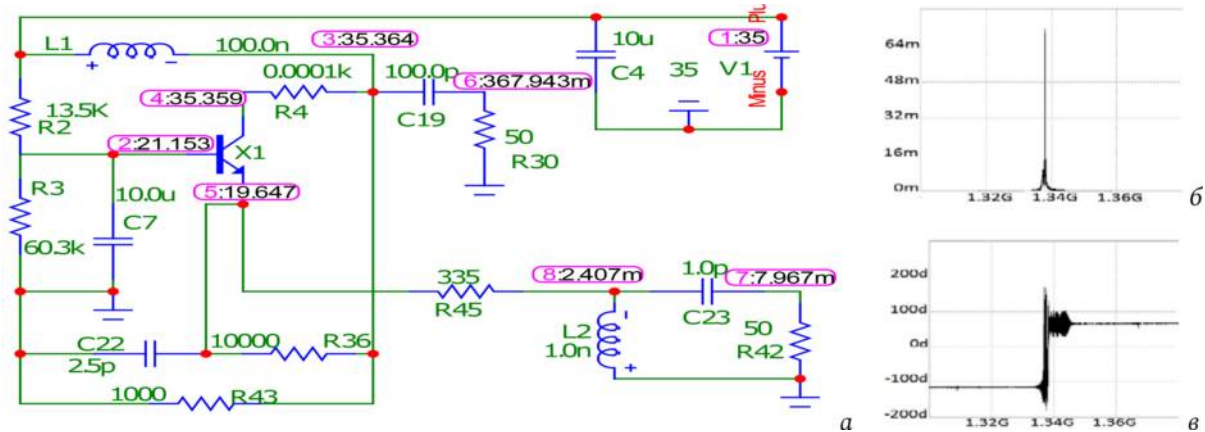 L1
100.0n
3:35.364
0.0001k
R4
4:35.359
13.5K
R2
2:21.153
X1
100.0p
C19
6:367.943m
50
R30
10u
C4
35
1:35
V1
Plu
Minus
R3
60.3k
10.0u
C7
5:19.647
335
R45
8:2.407m
1.0p
C23
7:7.967m
L2
1.0n
50
R42
C22
2.5p
10000
R36
1000
R43
+
-
-
+
а
64m
48m
32m
16m
0m
1.32G
1.34G
1.36G
б
200d
100d
0d
-100d
-200d
1.32G
1.34G
1.36G
в